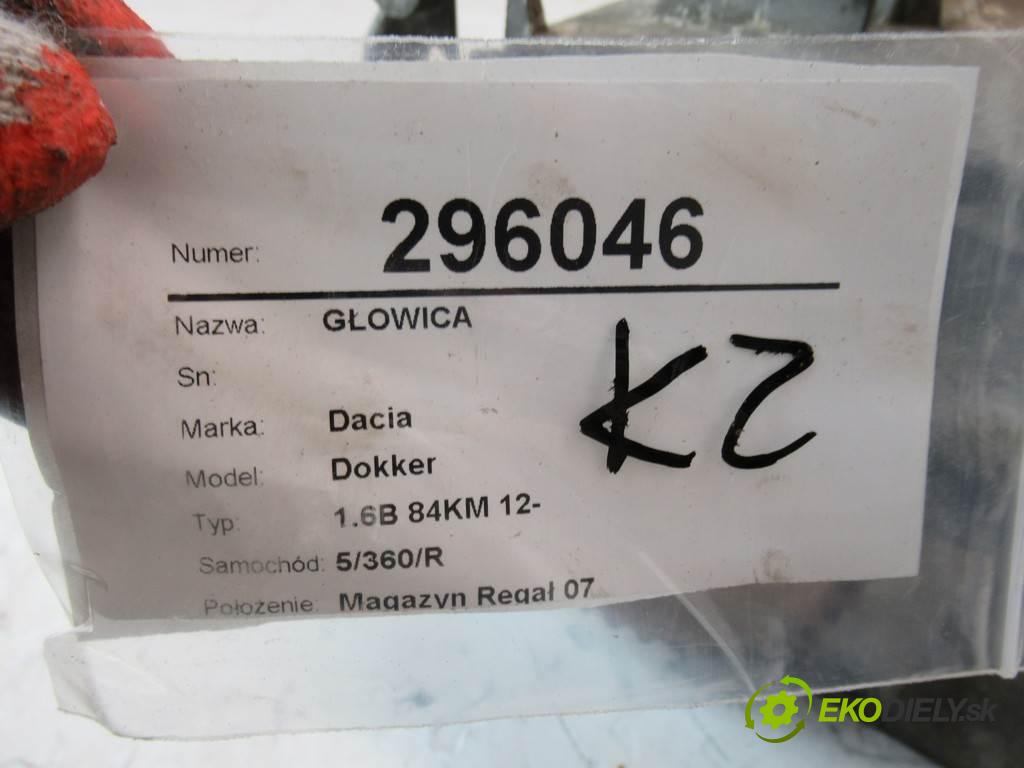 Numer: 296046
Nazwa: GŁOWICA
Sn:
Marka: Dacia
Model: Dokker
Typ: 1.6B 84KM 12-
Samochód: 5/360/R
Położenie: Magazyn Regał 07
KZ
EKODIELY.sk